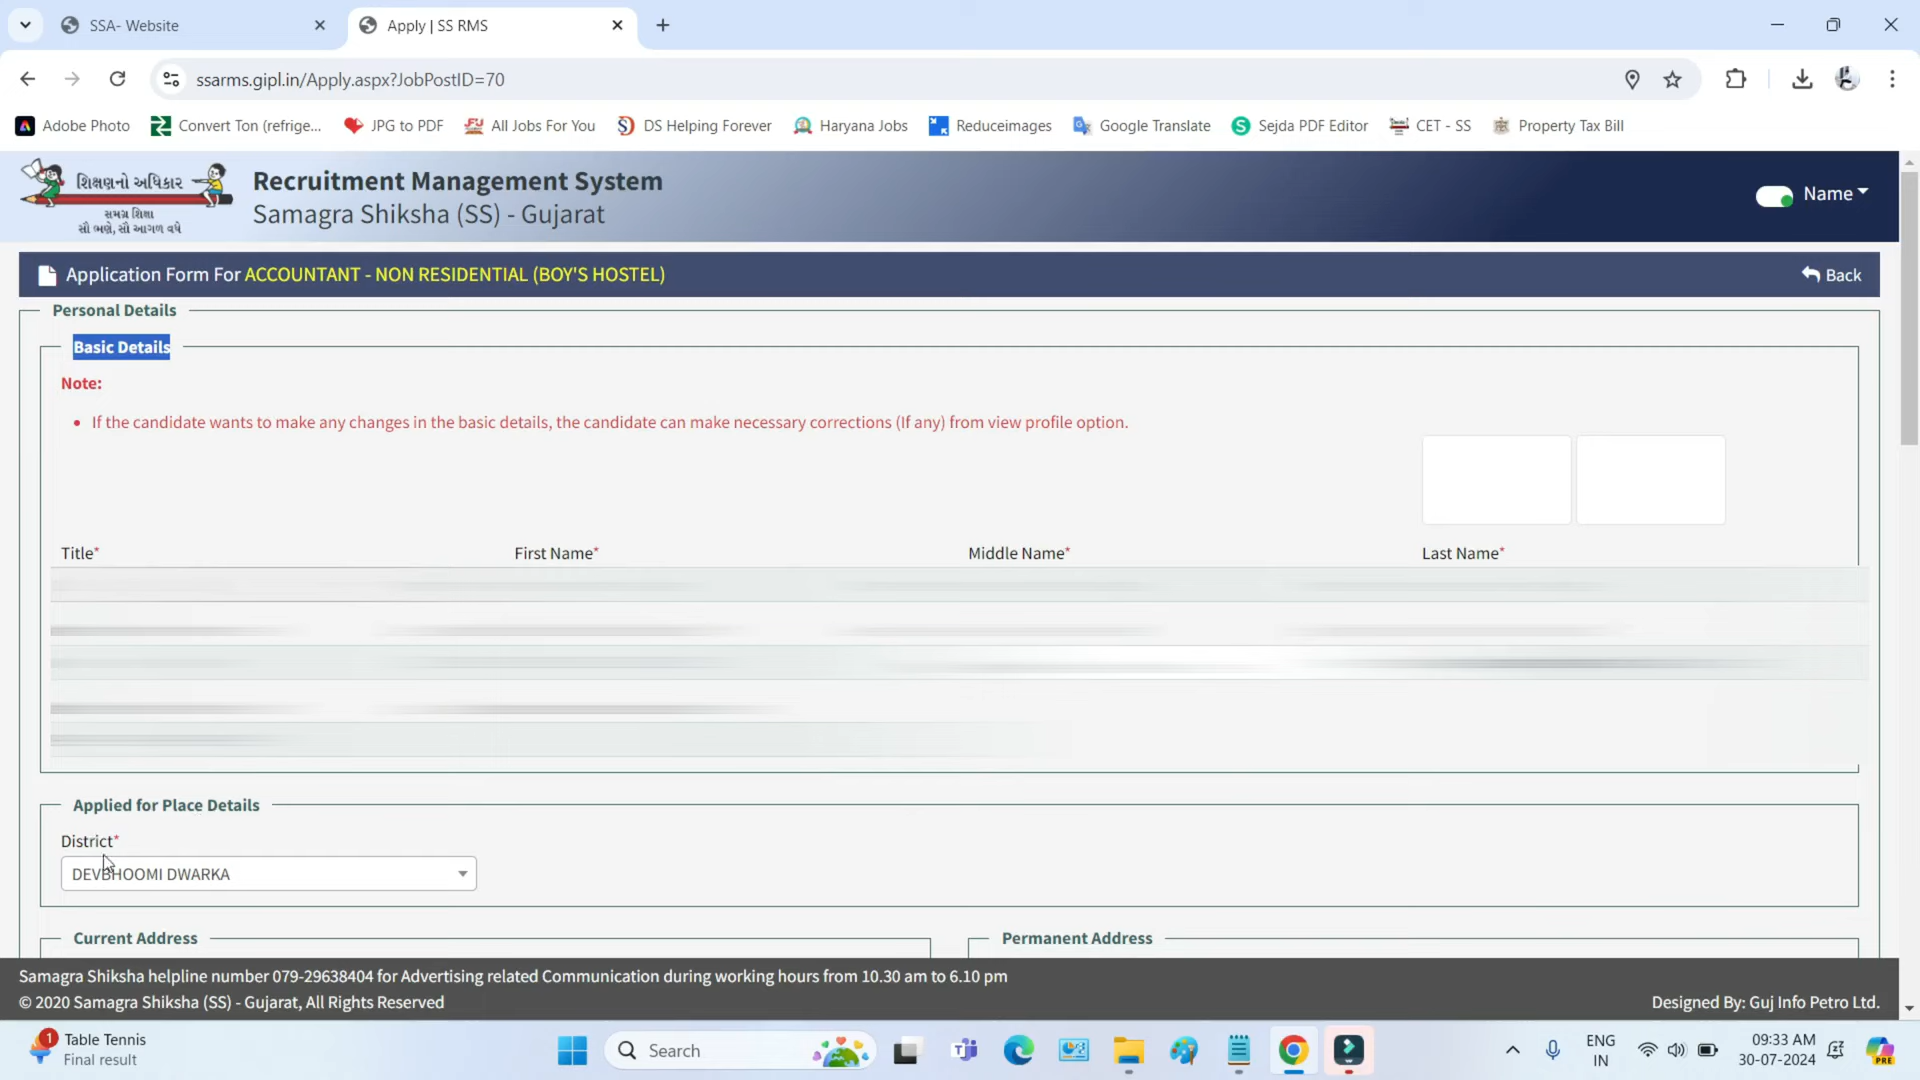 SSA- Website
Apply | SS RMS
ssarms.gipl.in/Apply.aspx?JobPostID=70
Adobe Photo
Convert Ton (refrige...
JPG to PDF
All Jobs For You
DS Helping Forever
Haryana Jobs
Reduceimages
Google Translate
Sejda PDF Editor
CET - SS
Property Tax Bill
શિક્ષણનો અધિકાર
સમગ્ર શિક્ષા
સૌ ભણે, સૌ આગળ વધે
Recruitment Management System
Samagra Shiksha (SS) - Gujarat
Name
Application Form For ACCOUNTANT - NON RESIDENTIAL (BOY'S HOSTEL)
Back
Personal Details
Basic Details
Note:
If the candidate wants to make any changes in the basic details, the candidate can make necessary corrections (If any) from view profile option.
Title*
First Name*
Middle Name*
Last Name*
Applied for Place Details
District*
DEVBHOOMI DWARKA
Current Address
Permanent Address
Samagra Shiksha helpline number 079-29638404 for Advertising related Communication during working hours from 10.30 am to 6.10 pm
© 2020 Samagra Shiksha (SS) - Gujarat, All Rights Reserved
Designed By: Guj Info Petro Ltd.
1
Table Tennis
Final result
Search
ENG
IN
09:33 AM
30-07-2024
PRE